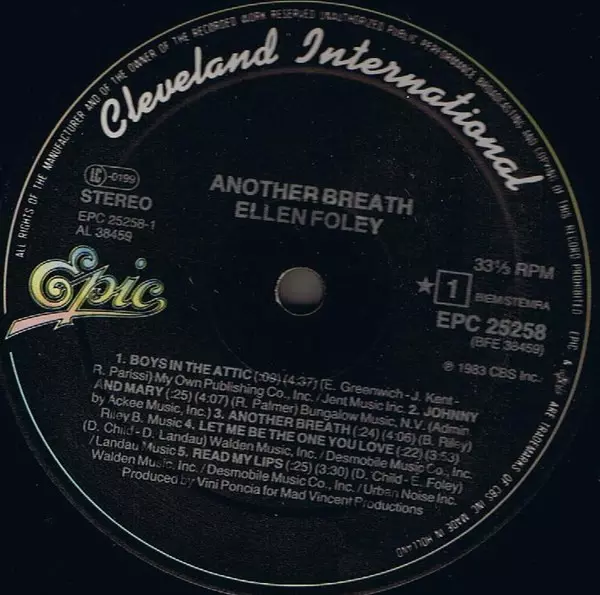 ALL RIGHTS OF THE MANUFACTURER AND OF THE OWNER OF THE RECORDED WORK RESERVED UNAUTHORIZED PUBLIC PERFORMANCE BROADCASTING AND COPYING OF THIS RECORD PROHIBITED
EPIC & ARE TRADEMARKS OF CBS INC. MADE IN HOLLAND
Cleveland International
LC-0199
STEREO
EPC 25258-1
AL 38459
ANOTHER BREATH
ELLEN FOLEY
Epic
33⅓ RPM
★ 1 BIEM/STEMRA
EPC 25258
(BFE 38459)
℗ 1983 CBS Inc.
1. BOYS IN THE ATTIC (:09) (4:37) (E. Greenwich - J. Kent -
R. Parissi) My Own Publishing Co., Inc. / Jent Music Inc. 2. JOHNNY
AND MARY (:25) (4:07) (R. Palmer) Bungalow Music, N.V. (Admin
by Ackee Music, Inc.) 3. ANOTHER BREATH (:24) (4:06) (B. Riley)
Riley B. Music 4. LET ME BE THE ONE YOU LOVE (:22) (3:53)
(D. Child - D. Landau) Walden Music, Inc. / Desmobile Music Co., Inc.
/ Landau Music 5. READ MY LIPS (:25) (3:30) (D. Child - E. Foley)
Walden Music, Inc. / Desmobile Music Co., Inc. / Urban Noise Inc.
Produced by Vini Poncia for Mad Vincent Productions